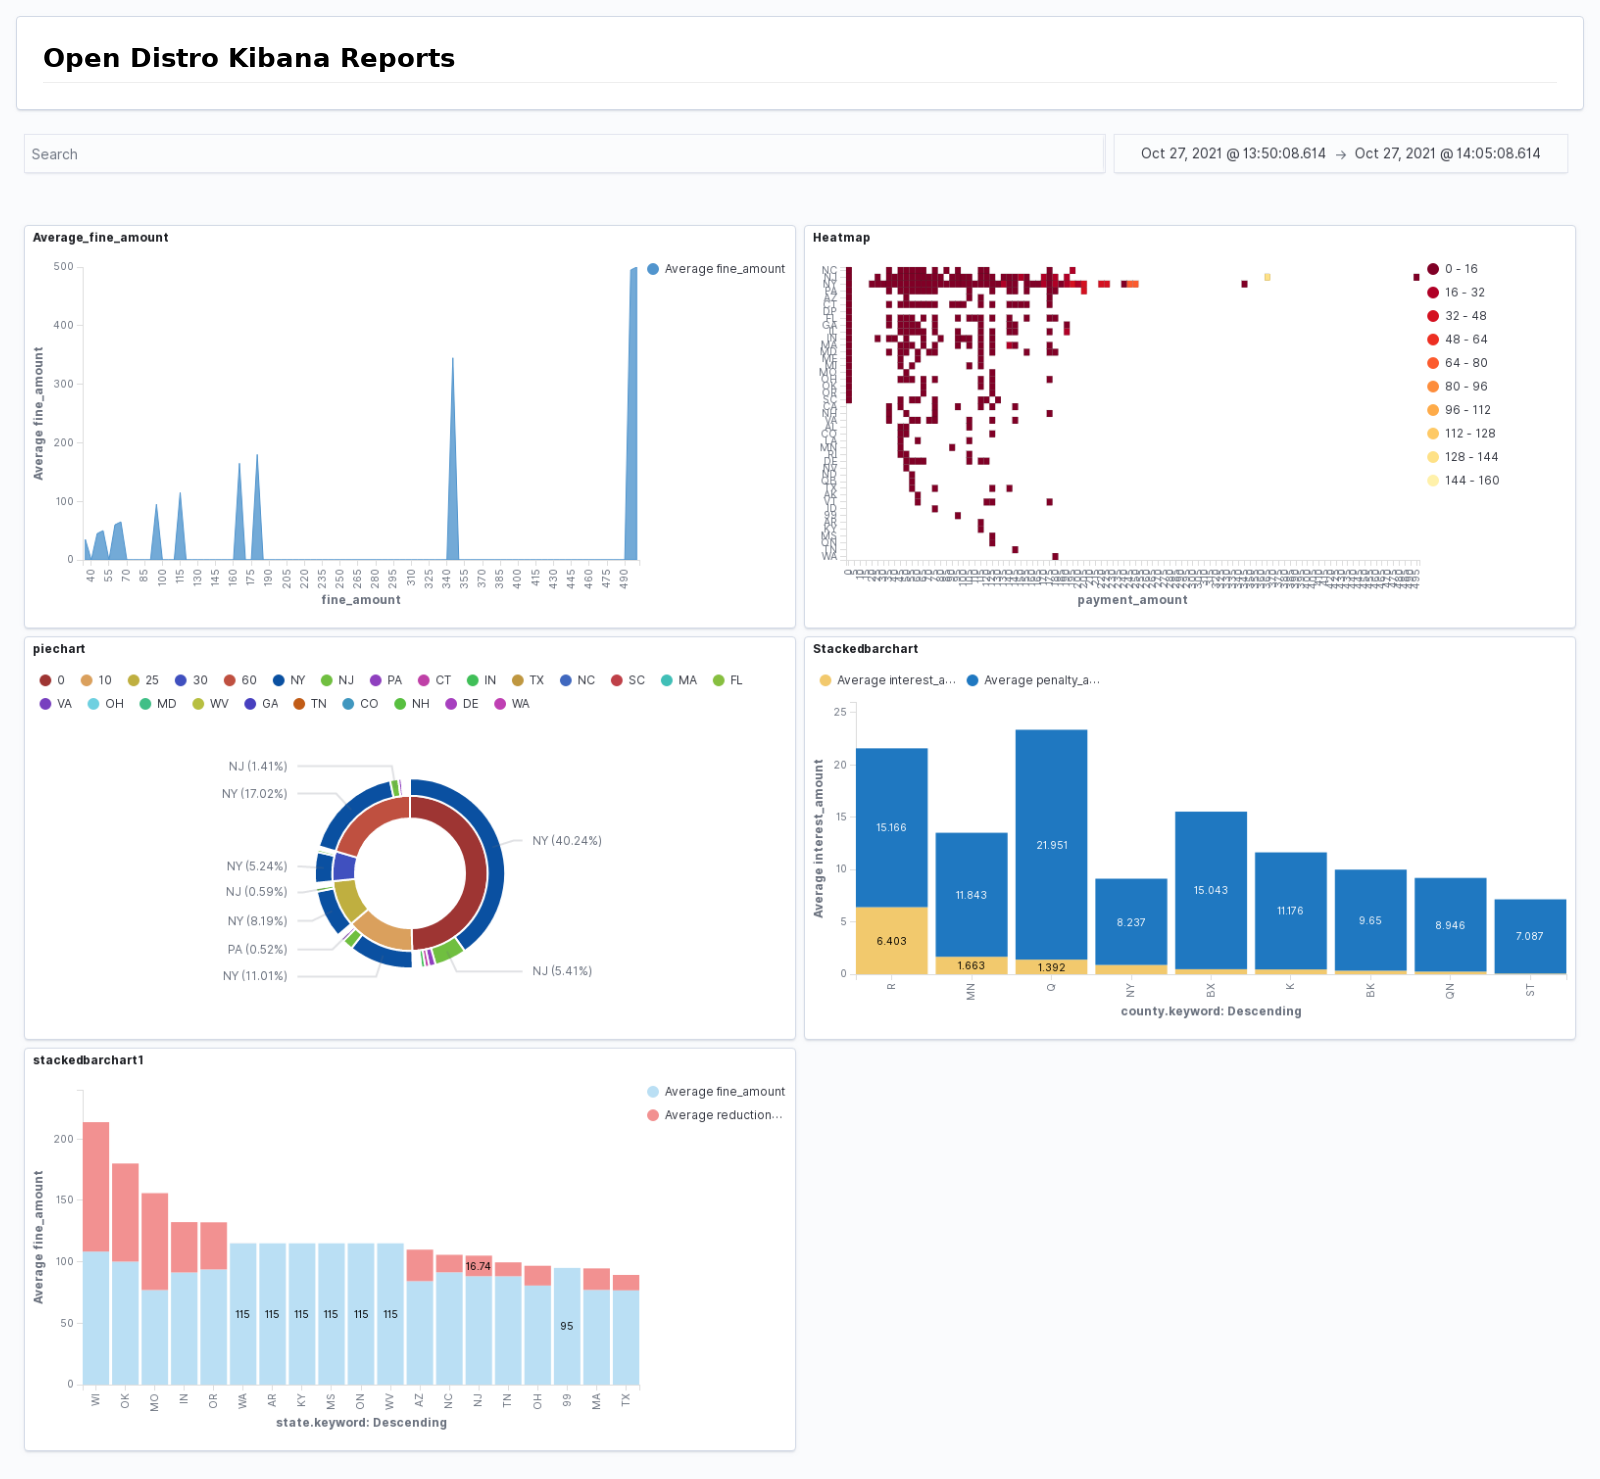 Open Distro Kibana Reports
Search
Oct 27, 2021 @ 13:50:08.614 → Oct 27, 2021 @ 14:05:08.614
Average_fine_amount
Average fine_amount
500
400
300
200
100
0
Average fine_amount
40 55 70 85 100 115 130 145 160 175 190 205 220 235 250 265 280 295 310 325 340 355 370 385 400 415 430 445 460 475 490
fine_amount
Heatmap
NC
NJ
NY
PA
AZ
CT
DP
FL
GA
IL
IN
MA
MD
ME
MI
MO
OH
OK
OR
SC
CA
NH
VA
AL
CO
LA
MN
RI
DE
NV
ND
QB
TX
AK
VT
ID
99
AR
KY
MS
ON
TN
WA
payment_amount
0 - 16
16 - 32
32 - 48
48 - 64
64 - 80
80 - 96
96 - 112
112 - 128
128 - 144
144 - 160
piechart
0 10 25 30 60 NY NJ PA CT IN TX NC SC MA FL
VA OH MD WV GA TN CO NH DE WA
NJ (1.41%)
NY (17.02%)
NY (40.24%)
NY (5.24%)
NJ (0.59%)
NY (8.19%)
PA (0.52%)
NY (11.01%)
NJ (5.41%)
Stackedbarchart
Average interest_a... Average penalty_a...
25
20
15
10
5
0
Average interest_amount
15.166
6.403
11.843
1.663
21.951
1.392
8.237
15.043
11.176
9.65
8.946
7.087
R MN Q NY BX K BK QN ST
county.keyword: Descending
stackedbarchart1
Average fine_amount
Average reduction...
200
150
100
50
0
Average fine_amount
115 115 115 115 115 115
16.74
95
WI OK MO IN OR WA AR KY MS ON WV AZ NC NJ TN OH 99 MA TX
state.keyword: Descending